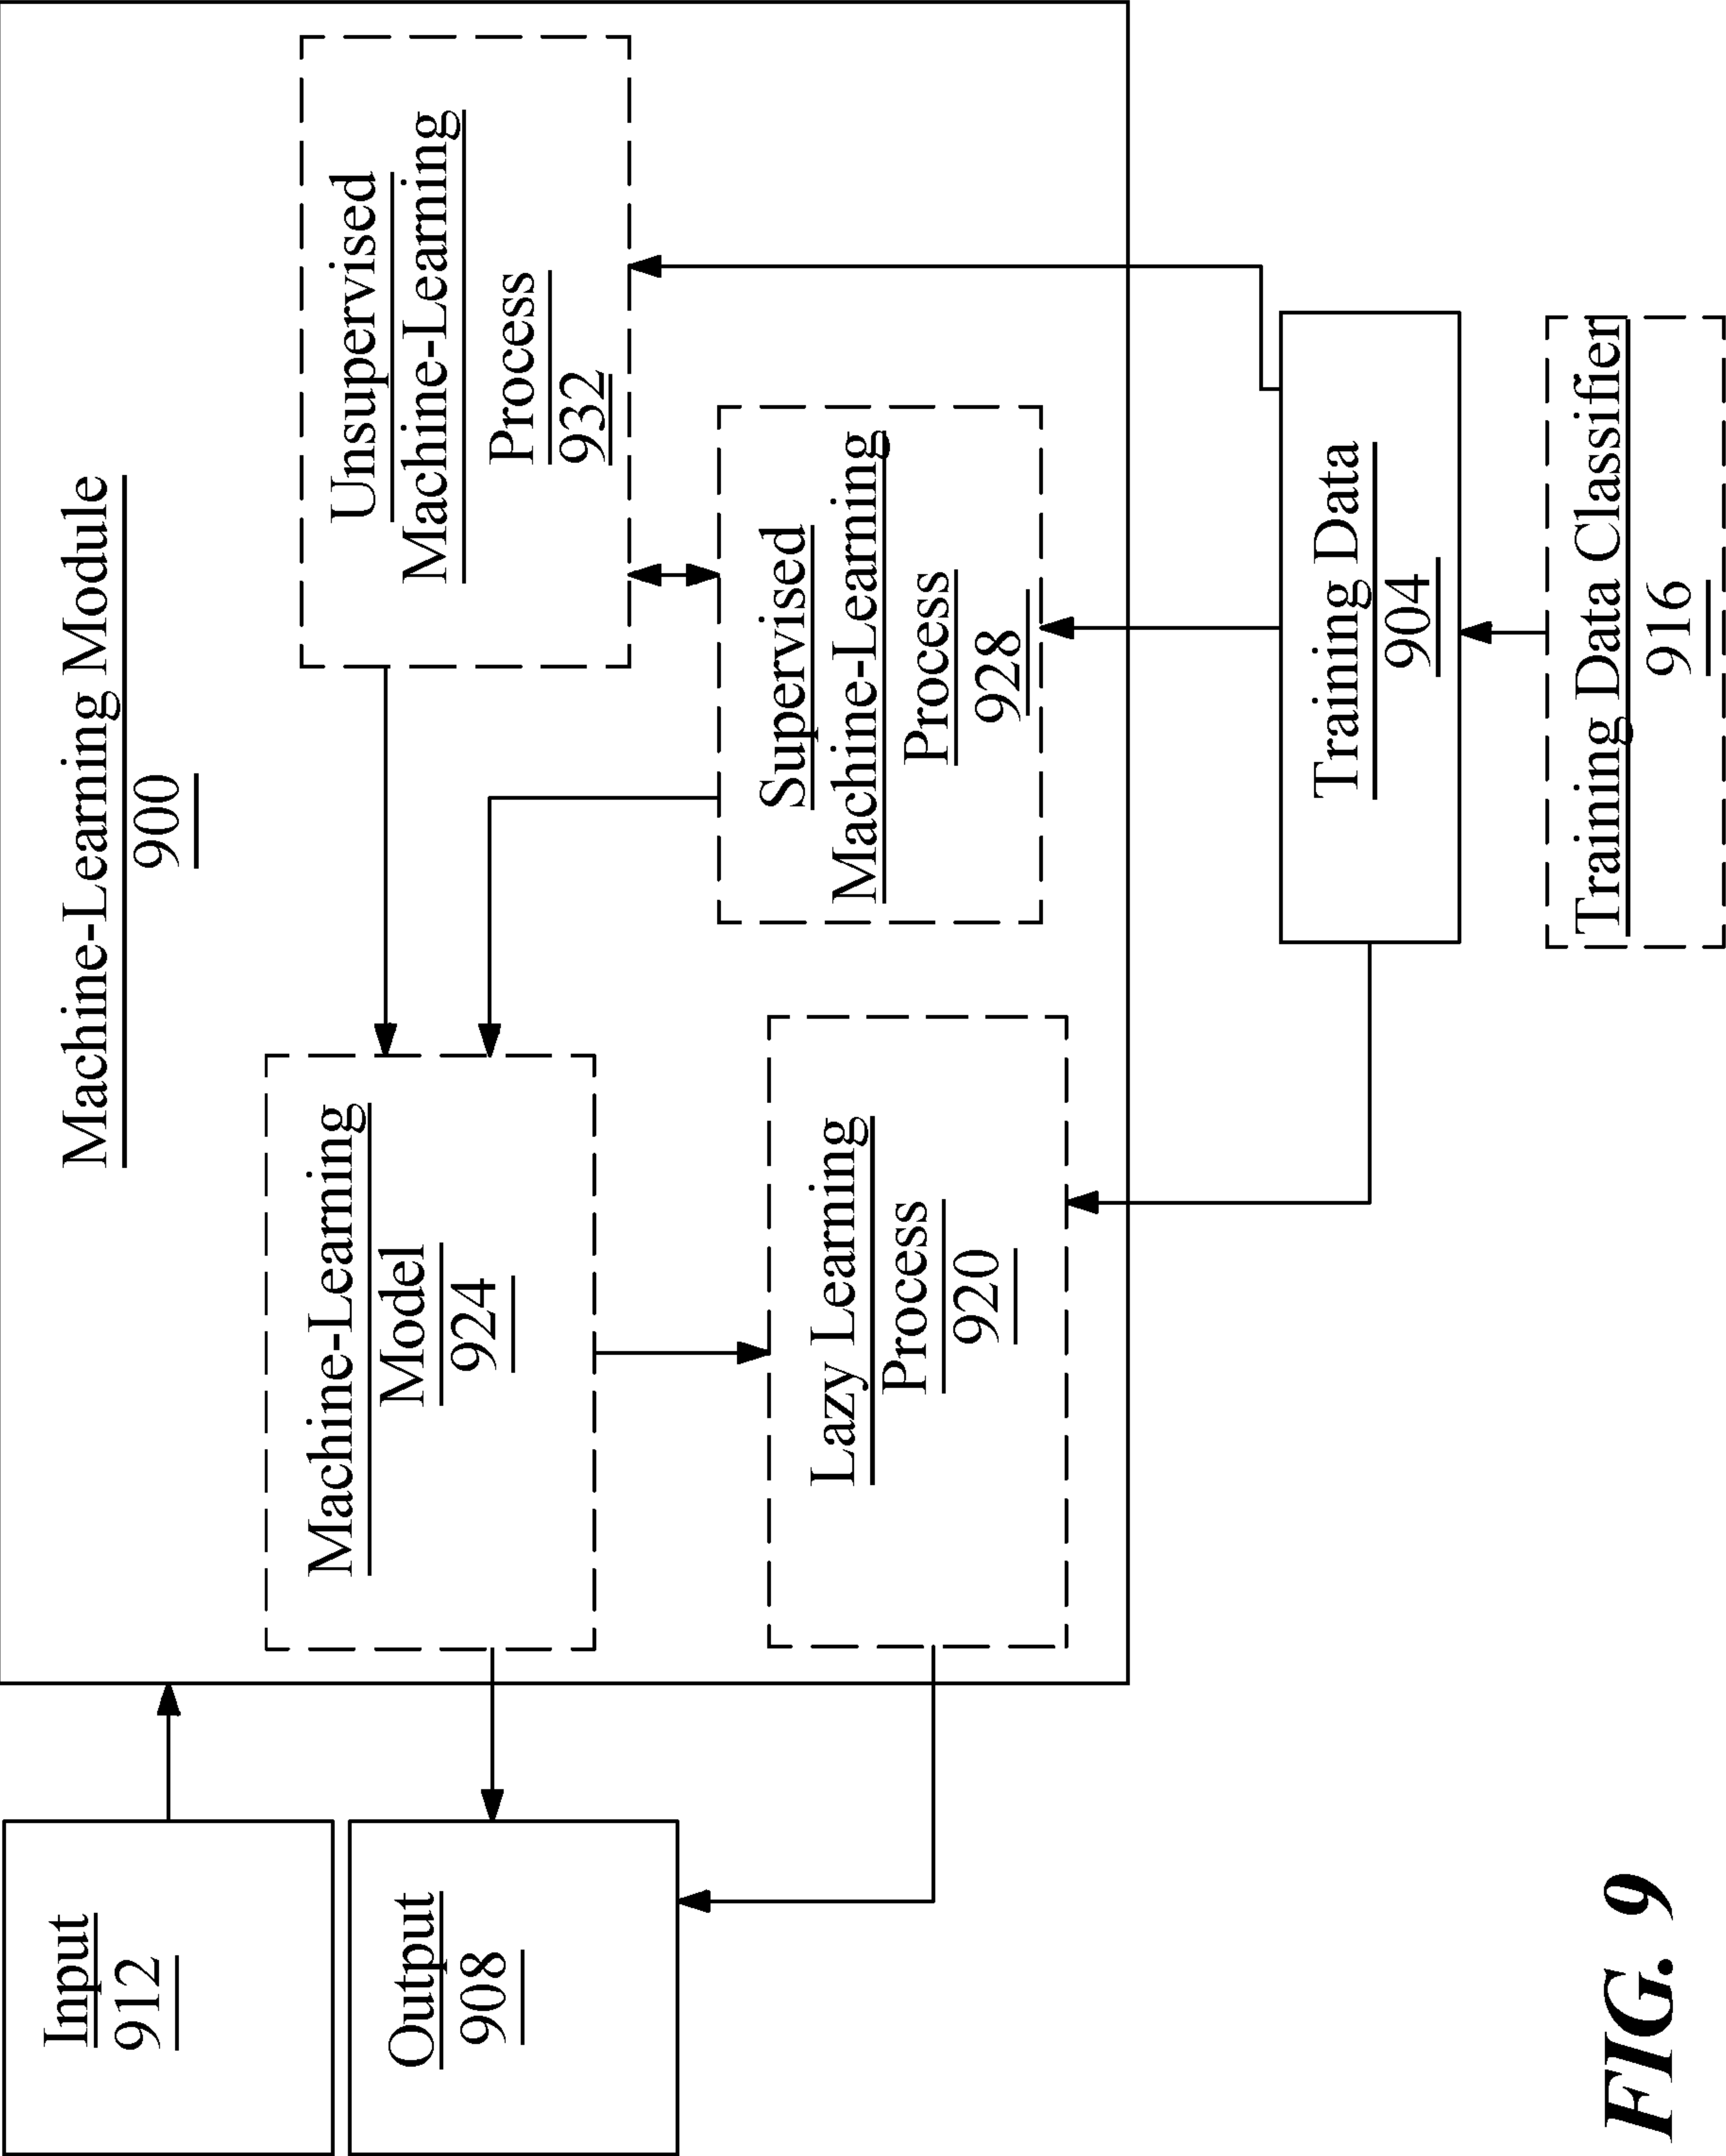 Machine-Learning Module
900
Input
912
Output
908
Machine-Learning
Model
924
Unsupervised
Machine-Learning
Process
932
Lazy Learning
Process
920
Supervised
Machine-Learning
Process
928
Training Data
904
Training Data Classifier
916
FIG. 9